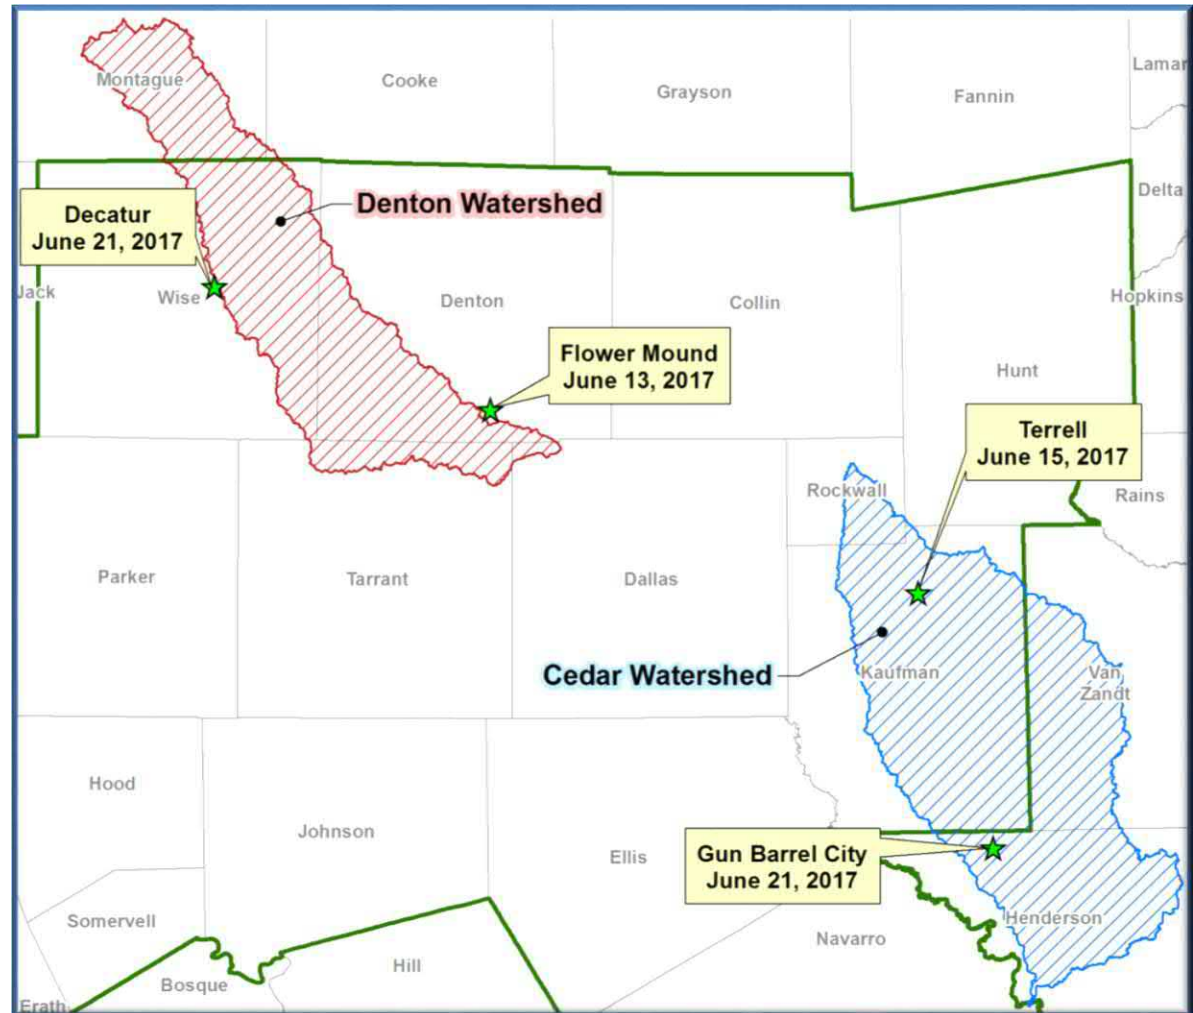 Montague
Cooke
Grayson
Fannin
Lamar
Delta
Decatur
June 21, 2017
Denton Watershed
Jack
Wise
Denton
Collin
Hopkins
Flower Mound
June 13, 2017
Hunt
Terrell
June 15, 2017
Rockwall
Rains
Parker
Tarrant
Dallas
Cedar Watershed
Kaufman
Van
Zandt
Hood
Johnson
Ellis
Gun Barrel City
June 21, 2017
Somervell
Henderson
Navarro
Hill
Bosque
Erath